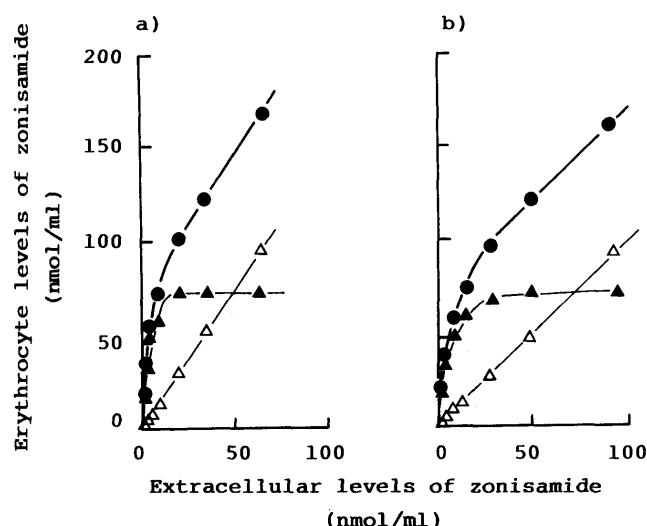 a)
b)
Erythrocyte levels of zonisamide
(nmol/ml)
200
150
100
50
0
0 50 100
0 50 100
Extracellular levels of zonisamide
(nmol/ml)